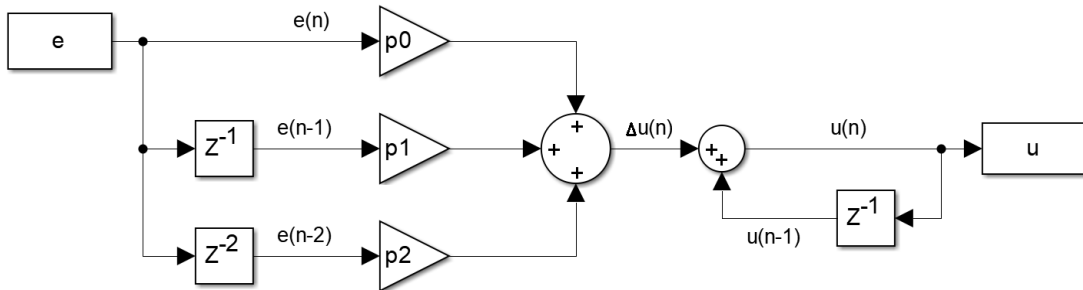 e
e(n)
p0
Z-1
e(n-1)
p1
Z-2
e(n-2)
p2
+
+
+
Δu(n)
+
+
u(n)
u
Z-1
u(n-1)